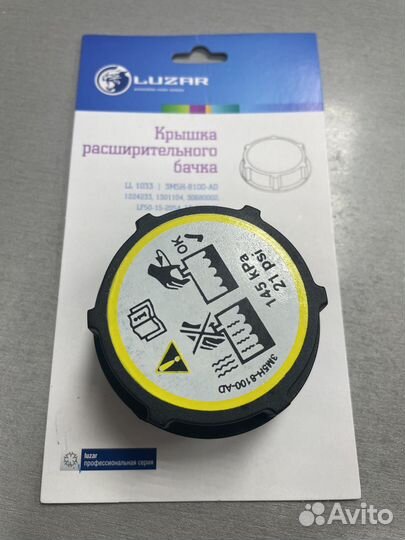 LUZAR
Крышка
расширительного
бачка
LL 1033 | 3M5H-8100-AD
1224233, 1301104, 30680002,
LF50-15-205A
OK
145 kPa
21 psi
3M5H-8100-AD
luzar
профессиональная серия
Avito